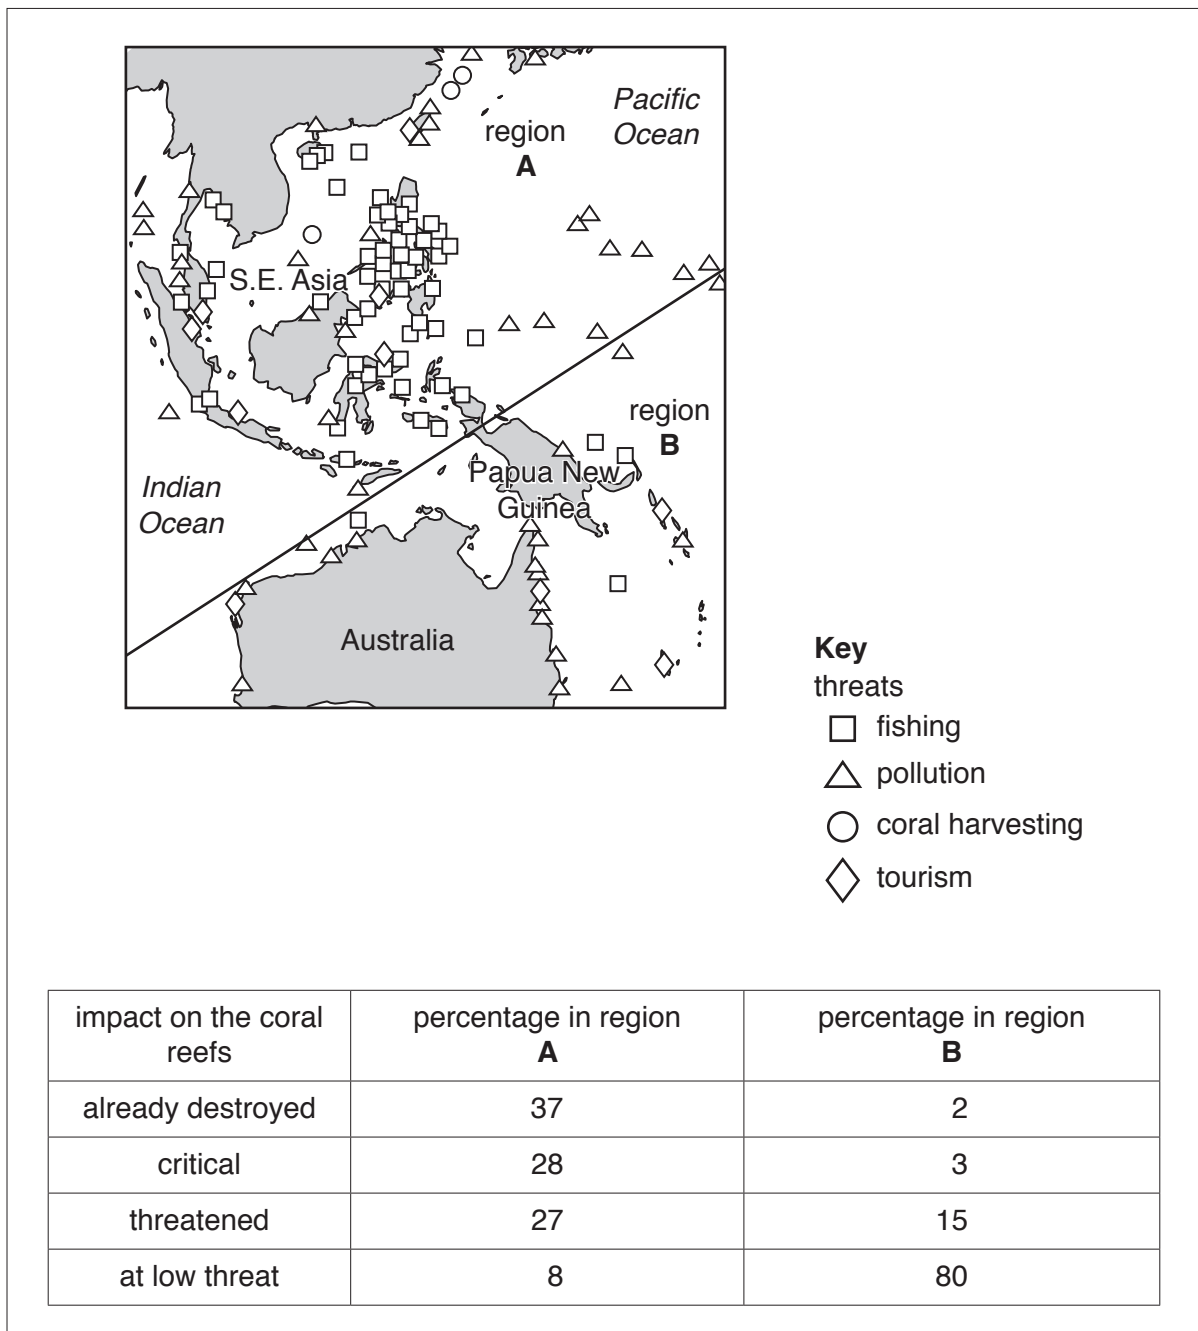 Pacific
Ocean
region
A
S.E. Asia
region
B
Indian
Ocean
Papua New
Guinea
Australia
Key
threats
fishing
pollution
coral harvesting
tourism
impact on the coral
reefs
percentage in region
A
percentage in region
B
already destroyed 37 2
critical 28 3
threatened 27 15
at low threat 8 80